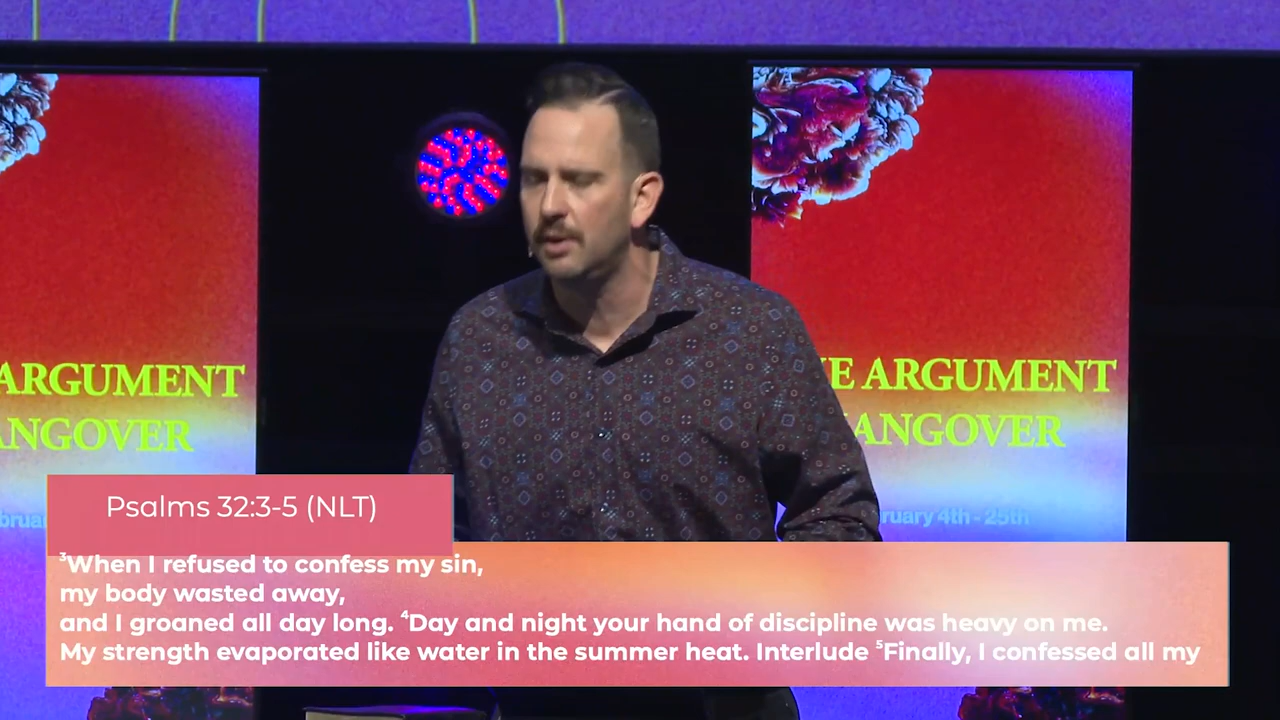 ARGUMENT
E ARGUMENT
ANGOVER
ANGOVER
ruary 4th - 25th
Psalms 32:3-5 (NLT)
³When I refused to confess my sin,
my body wasted away,
and I groaned all day long. ⁴Day and night your hand of discipline was heavy on me.
My strength evaporated like water in the summer heat. Interlude ⁵Finally, I confessed all my